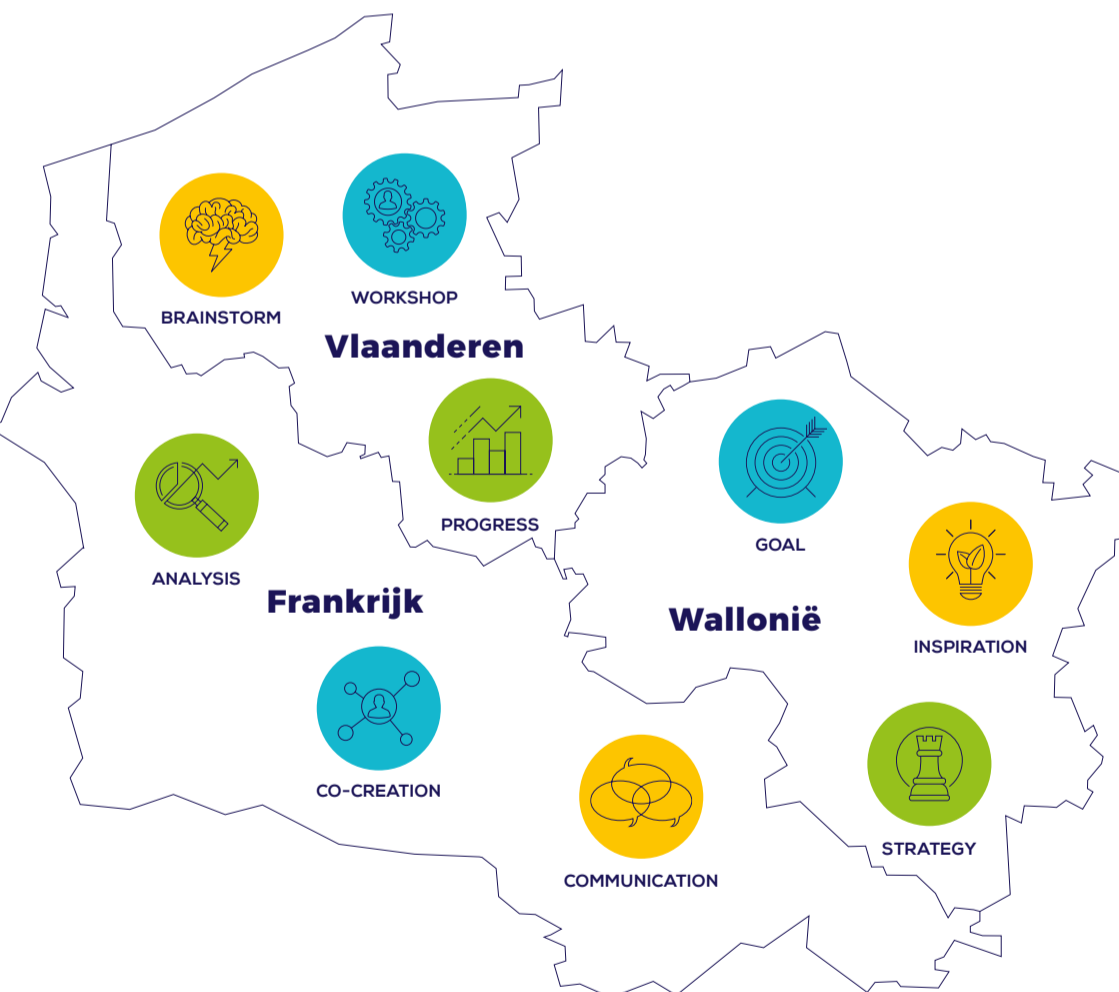 BRAINSTORM
WORKSHOP
Vlaanderen
PROGRESS
GOAL
ANALYSIS
Frankrijk
Wallonië
INSPIRATION
CO-CREATION
STRATEGY
COMMUNICATION